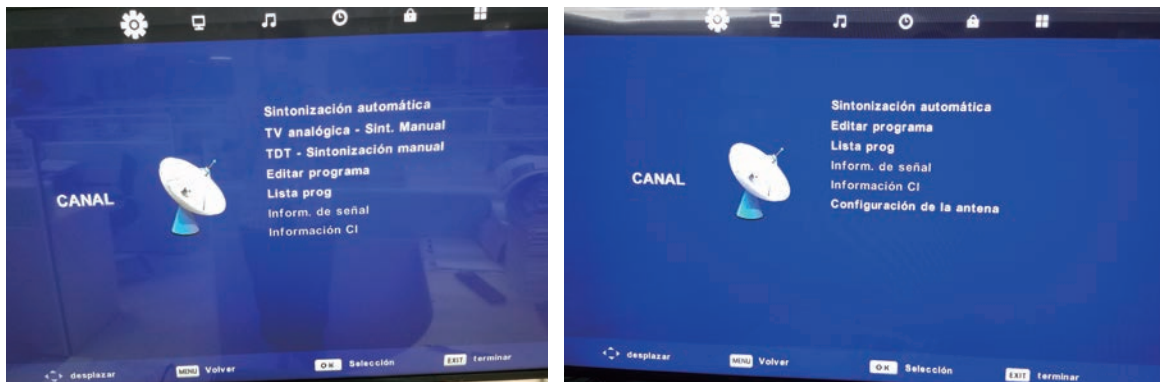 Sintonización automática
TV analógica - Sint. Manual
TDT - Sintonización manual
Editar programa
Lista prog
Inform. de señal
Información CI
CANAL
desplazar MENU Volver OK Selección EXIT terminar
Sintonización automática
Editar programa
Lista prog
Inform. de señal
Información CI
Configuración de la antena
CANAL
desplazar MENU Volver OK Selección EXIT terminar